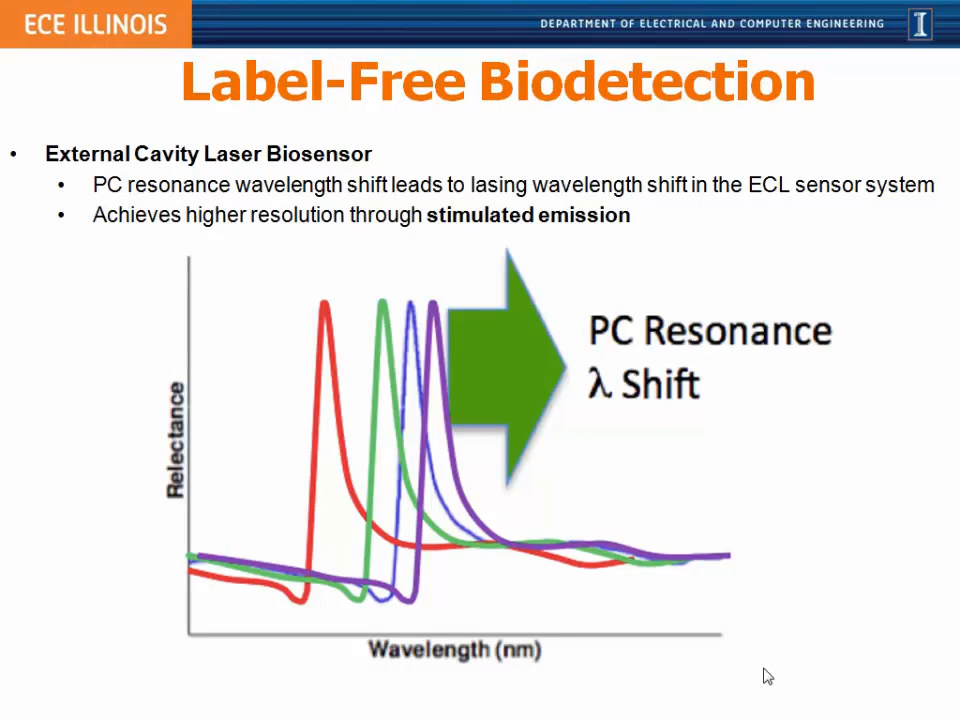 ECE ILLINOIS
DEPARTMENT OF ELECTRICAL AND COMPUTER ENGINEERING
I
Label-Free Biodetection
• External Cavity Laser Biosensor
• PC resonance wavelength shift leads to lasing wavelength shift in the ECL sensor system
• Achieves higher resolution through stimulated emission
PC Resonance
λ Shift
Relectance
Wavelength (nm)